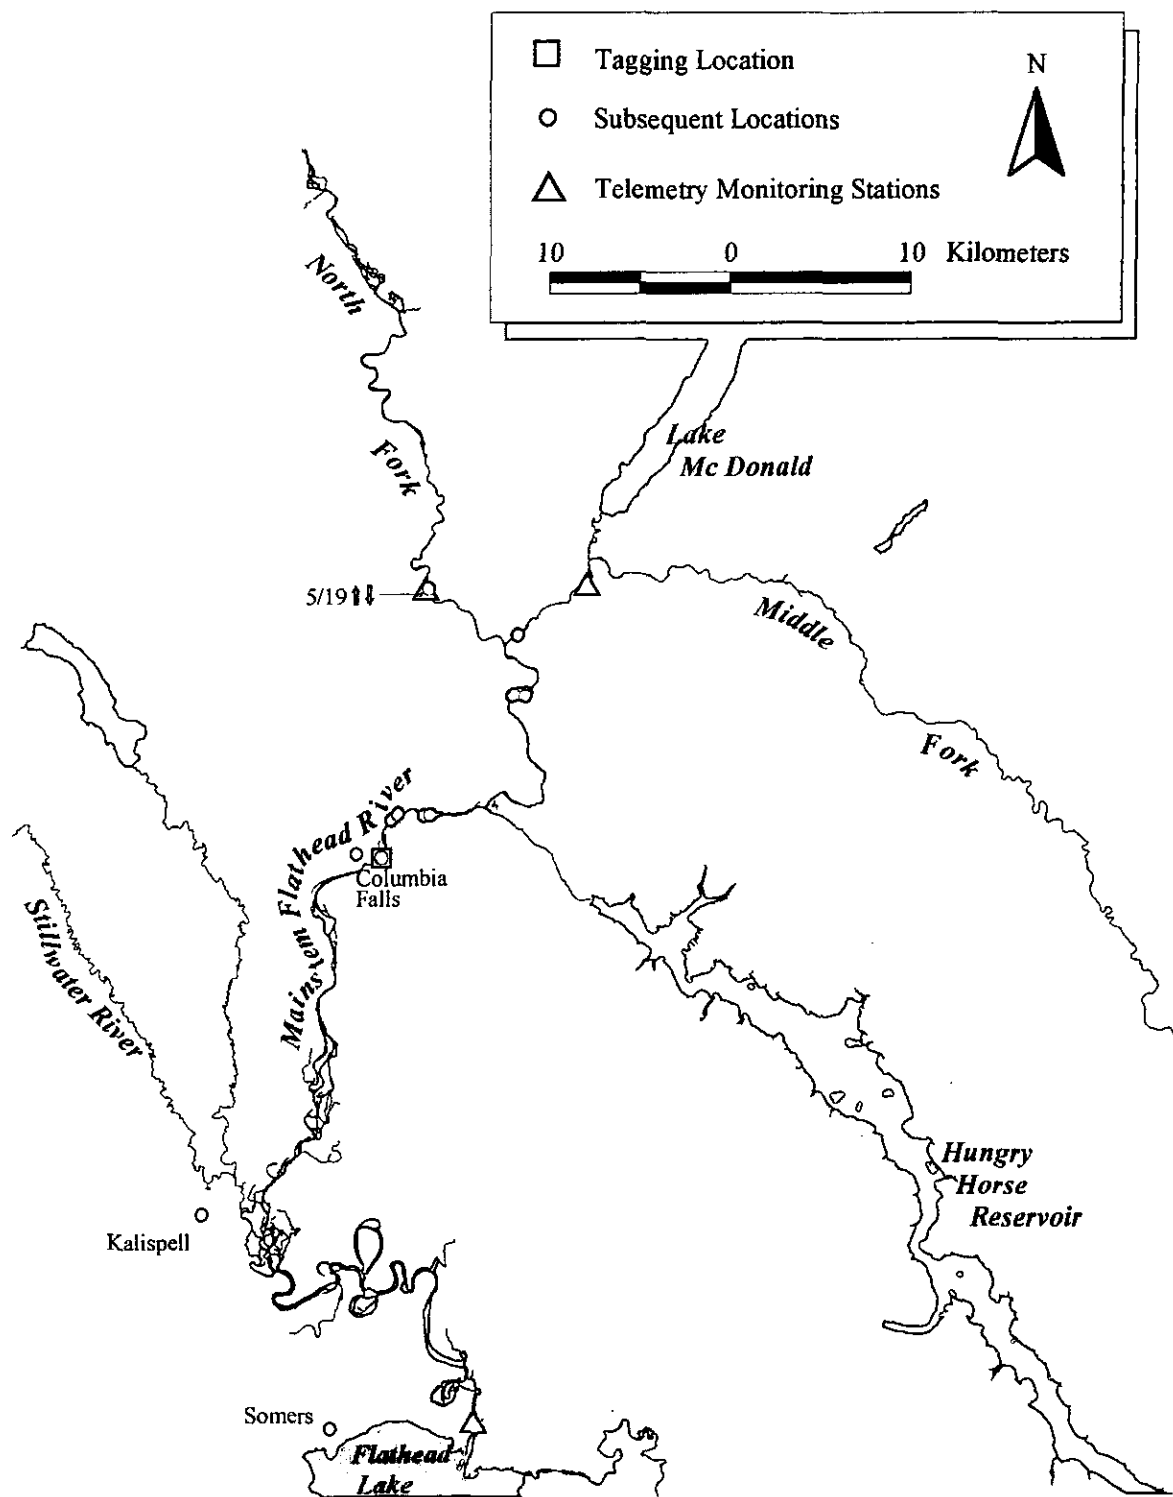 Tagging Location
N
Subsequent Locations
Telemetry Monitoring Stations
10 0 10 Kilometers
North
Fork
Lake
Mc Donald
5/19
Middle
Fork
Mainstem Flathead River
Columbia
Falls
Stillwater River
Hungry
Horse
Reservoir
Kalispell
Somers
Flathead
Lake